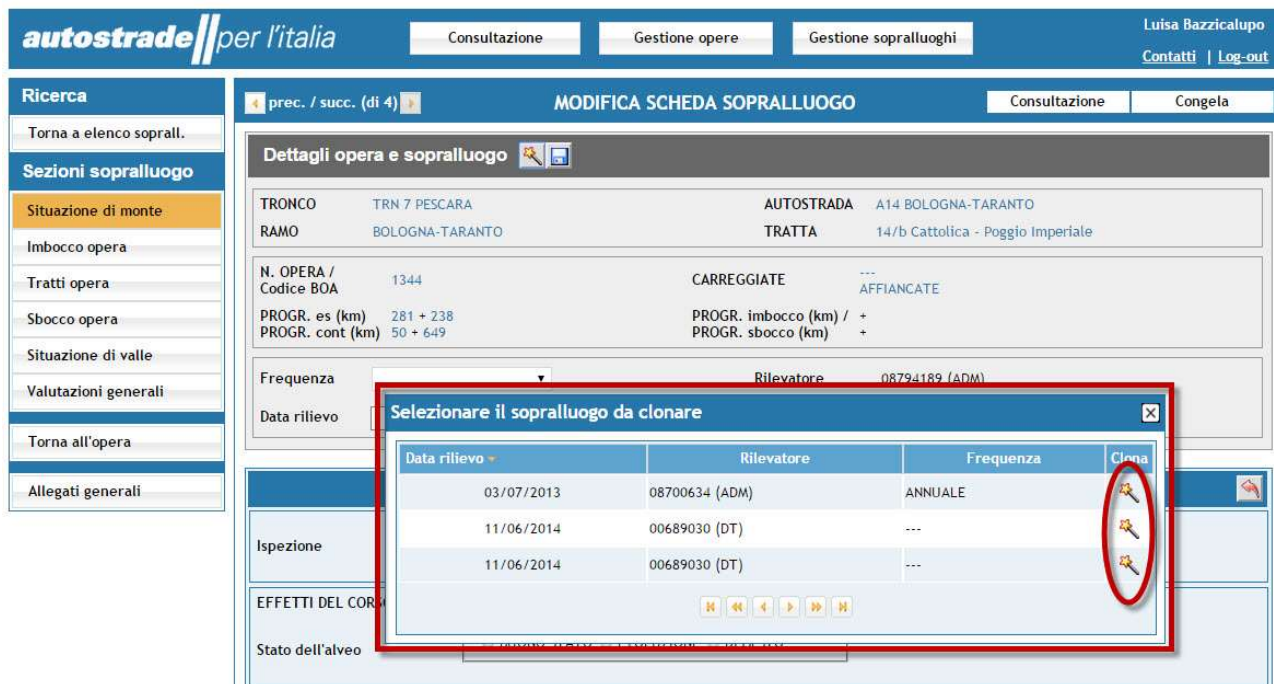 autostrade per l'italia
Consultazione
Gestione opere
Gestione sopralluoghi
Luisa Bazzicalupo
Contatti | Log-out
Ricerca
Torna a elenco soprall.
Sezioni sopralluogo
Situazione di monte
Imbocco opera
Tratti opera
Sbocco opera
Situazione di valle
Valutazioni generali
Torna all'opera
Allegati generali
prec. / succ. (di 4)
MODIFICA SCHEDA SOPRALLUOGO
Consultazione
Congela
Dettagli opera e sopralluogo
TRONCO TRN 7 PESCARA AUTOSTRADA A14 BOLOGNA-TARANTO
RAMO BOLOGNA-TARANTO TRATTA 14/b Cattolica - Poggio Imperiale
N. OPERA /
Codice BOA 1344 CARREGGIATE ---
AFFIANCATE
PROGR. es (km) 281 + 238 PROGR. imbocco (km) / +
PROGR. cont (km) 50 + 649 PROGR. sbocco (km) +
Frequenza Rilevatore 08794189 (ADM)
Data rilievo
Selezionare il sopralluogo da clonare
Data rilievo Rilevatore Frequenza Clona
03/07/2013 08700634 (ADM) ANNUALE
11/06/2014 00689030 (DT) ---
11/06/2014 00689030 (DT) ---
Ispezione
EFFETTI DEL
Stato dell'alveo